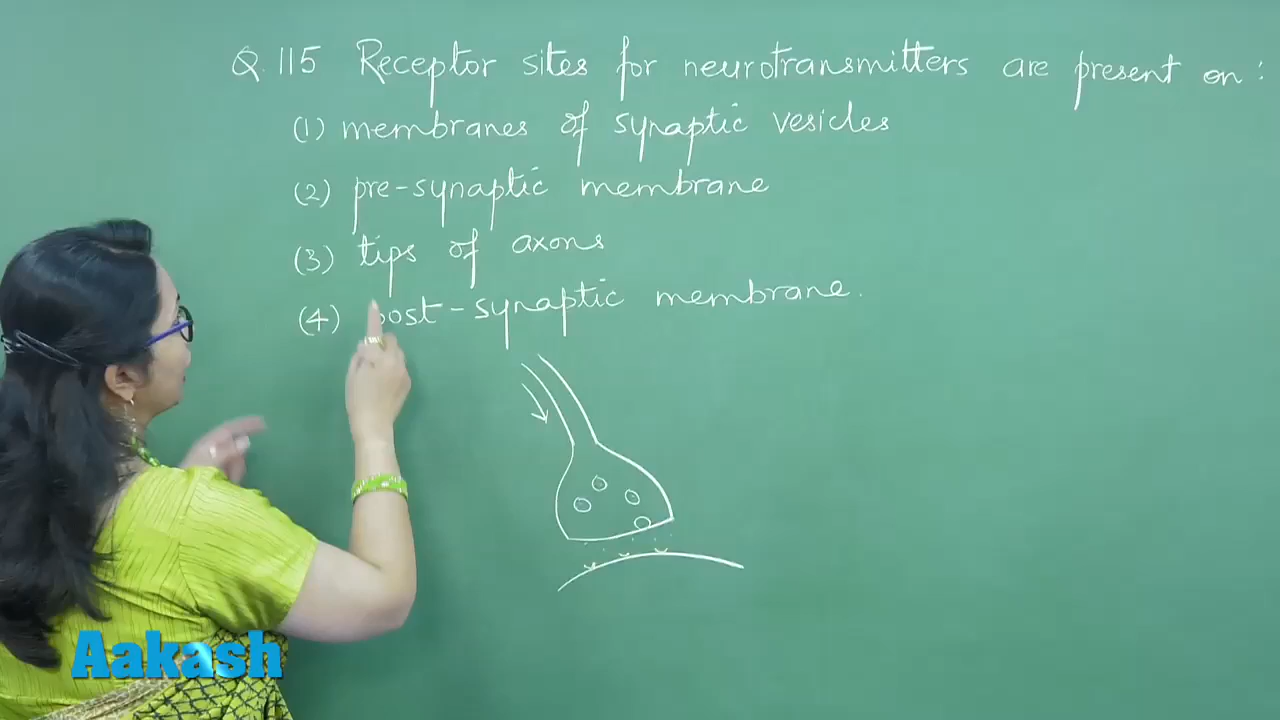 Q. 115 Receptor sites for neurotransmitters are present on :
(1) membranes of synaptic vesicles
(2) pre-synaptic membrane
(3) tips of axons
(4) post-synaptic membrane.
Aakash